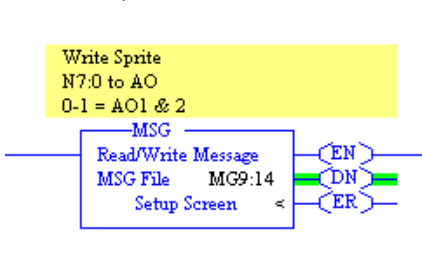 Write Sprite
N7:0 to AO
0-1 = AO1 & 2
MSG
Read/Write Message
MSG File MG9:14
Setup Screen <
EN
DN
ER